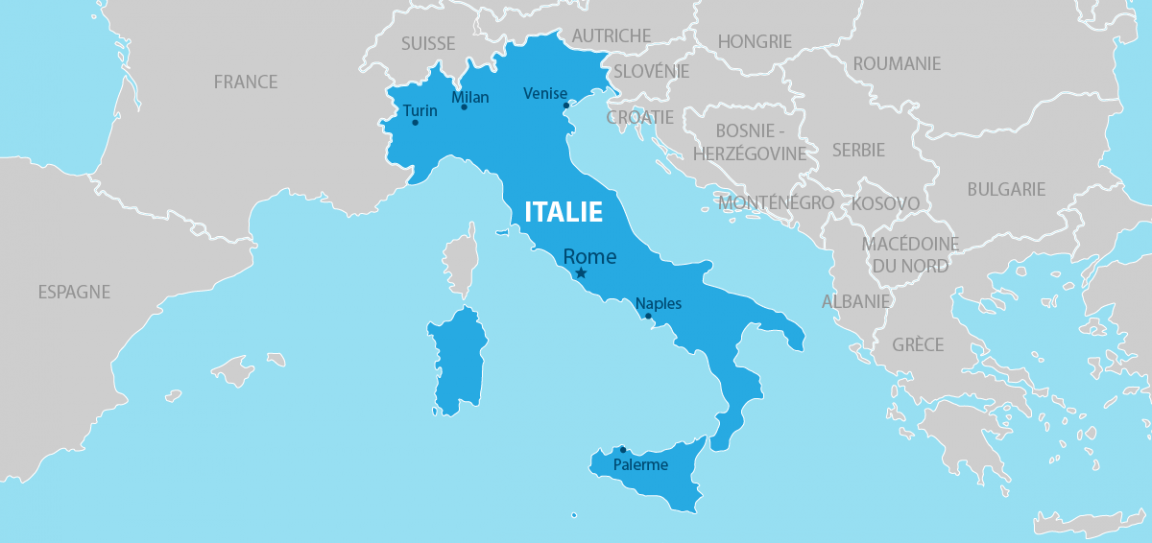 AUTRICHE
SUISSE
HONGRIE
ROUMANIE
SLOVÉNIE
FRANCE
Venise
Milan
Turin
CROATIE
BOSNIE -
HERZÉGOVINE
SERBIE
BULGARIE
MONTÉNÉGRO
KOSOVO
ITALIE
MACÉDOINE
DU NORD
Rome
ESPAGNE
ALBANIE
Naples
GRÈCE
Palerme